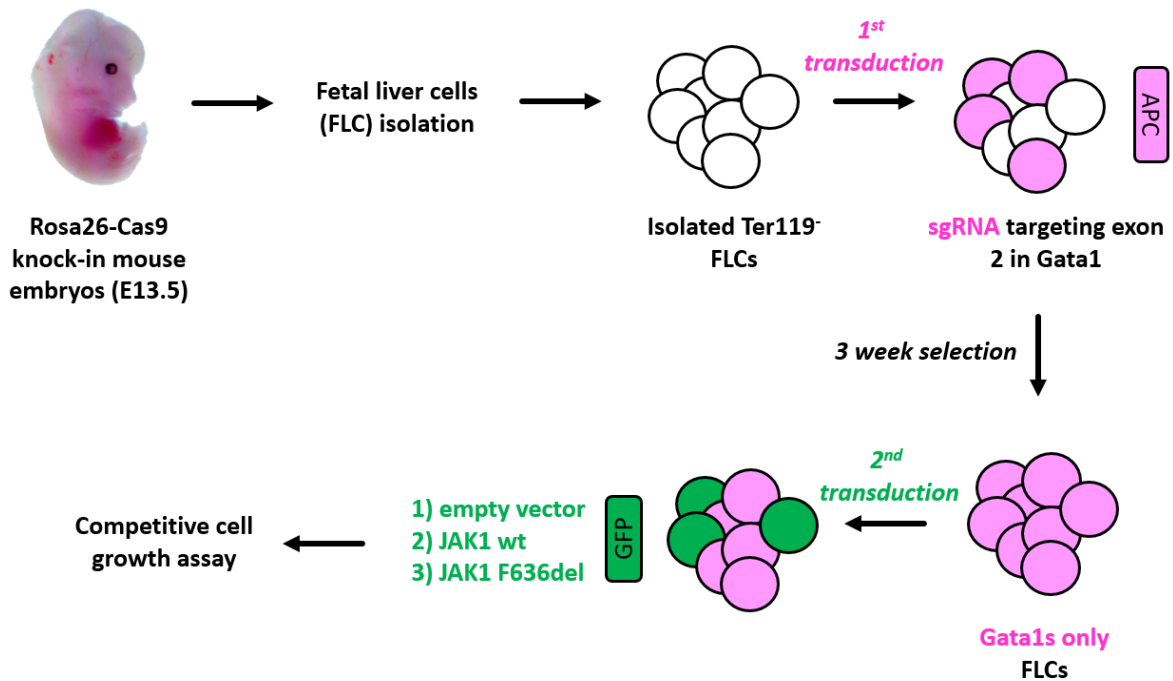 Rosa26-Cas9
knock-in mouse
embryos (E13.5)
Fetal liver cells
(FLC) isolation
Isolated Ter119-
FLCs
1st
transduction
APC
sgRNA targeting exon
2 in Gata1
3 week selection
Gata1s only
FLCs
2nd
transduction
GFP
1) empty vector
2) JAK1 wt
3) JAK1 F636del
Competitive cell
growth assay